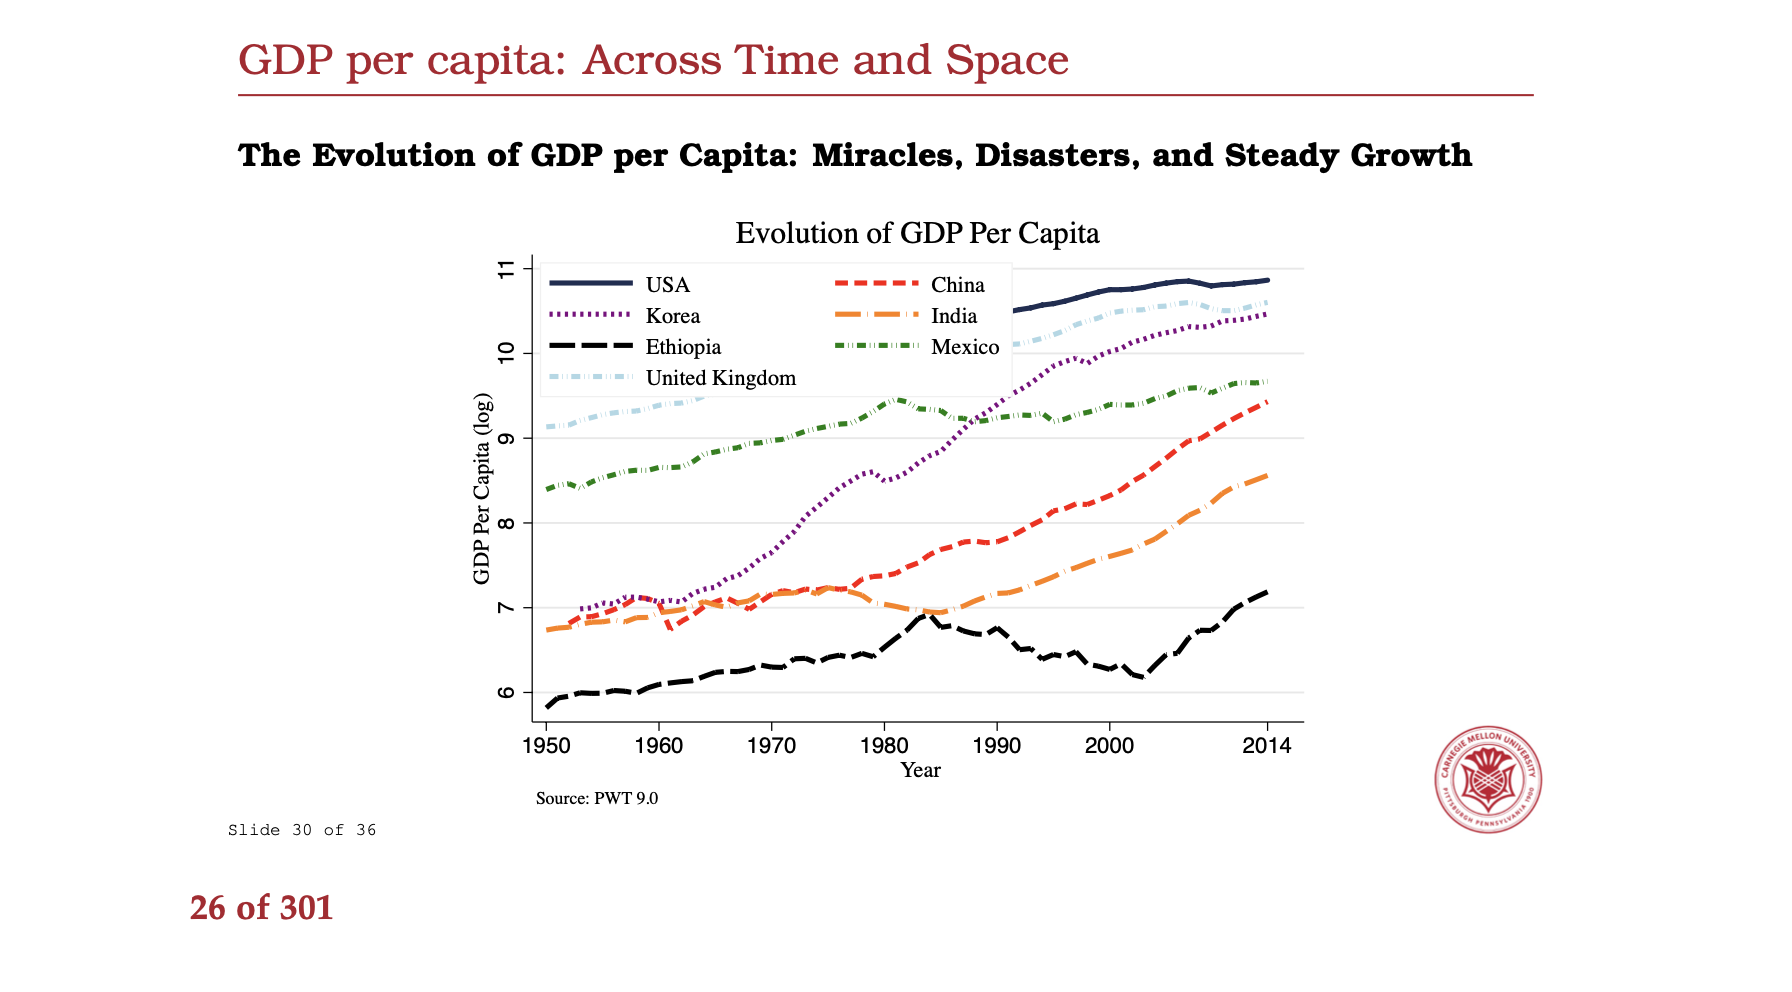 GDP per capita: Across Time and Space
The Evolution of GDP per Capita: Miracles, Disasters, and Steady Growth
Evolution of GDP Per Capita
USA
China
Korea
India
Ethiopia
Mexico
United Kingdom
GDP Per Capita (log)
11
10
9
8
7
6
1950 1960 1970 1980 1990 2000 2014
Year
Source: PWT 9.0
CARNEGIE MELLON UNIVERSITY
PITTSBURGH PENNSYLVANIA 1900
Slide 30 of 36
26 of 301